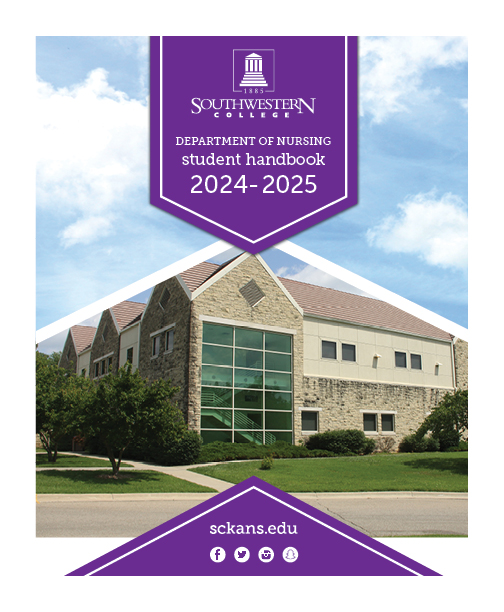 1885
SOUTHWESTERN
COLLEGE
DEPARTMENT OF NURSING
student handbook
2024-2025
sckans.edu